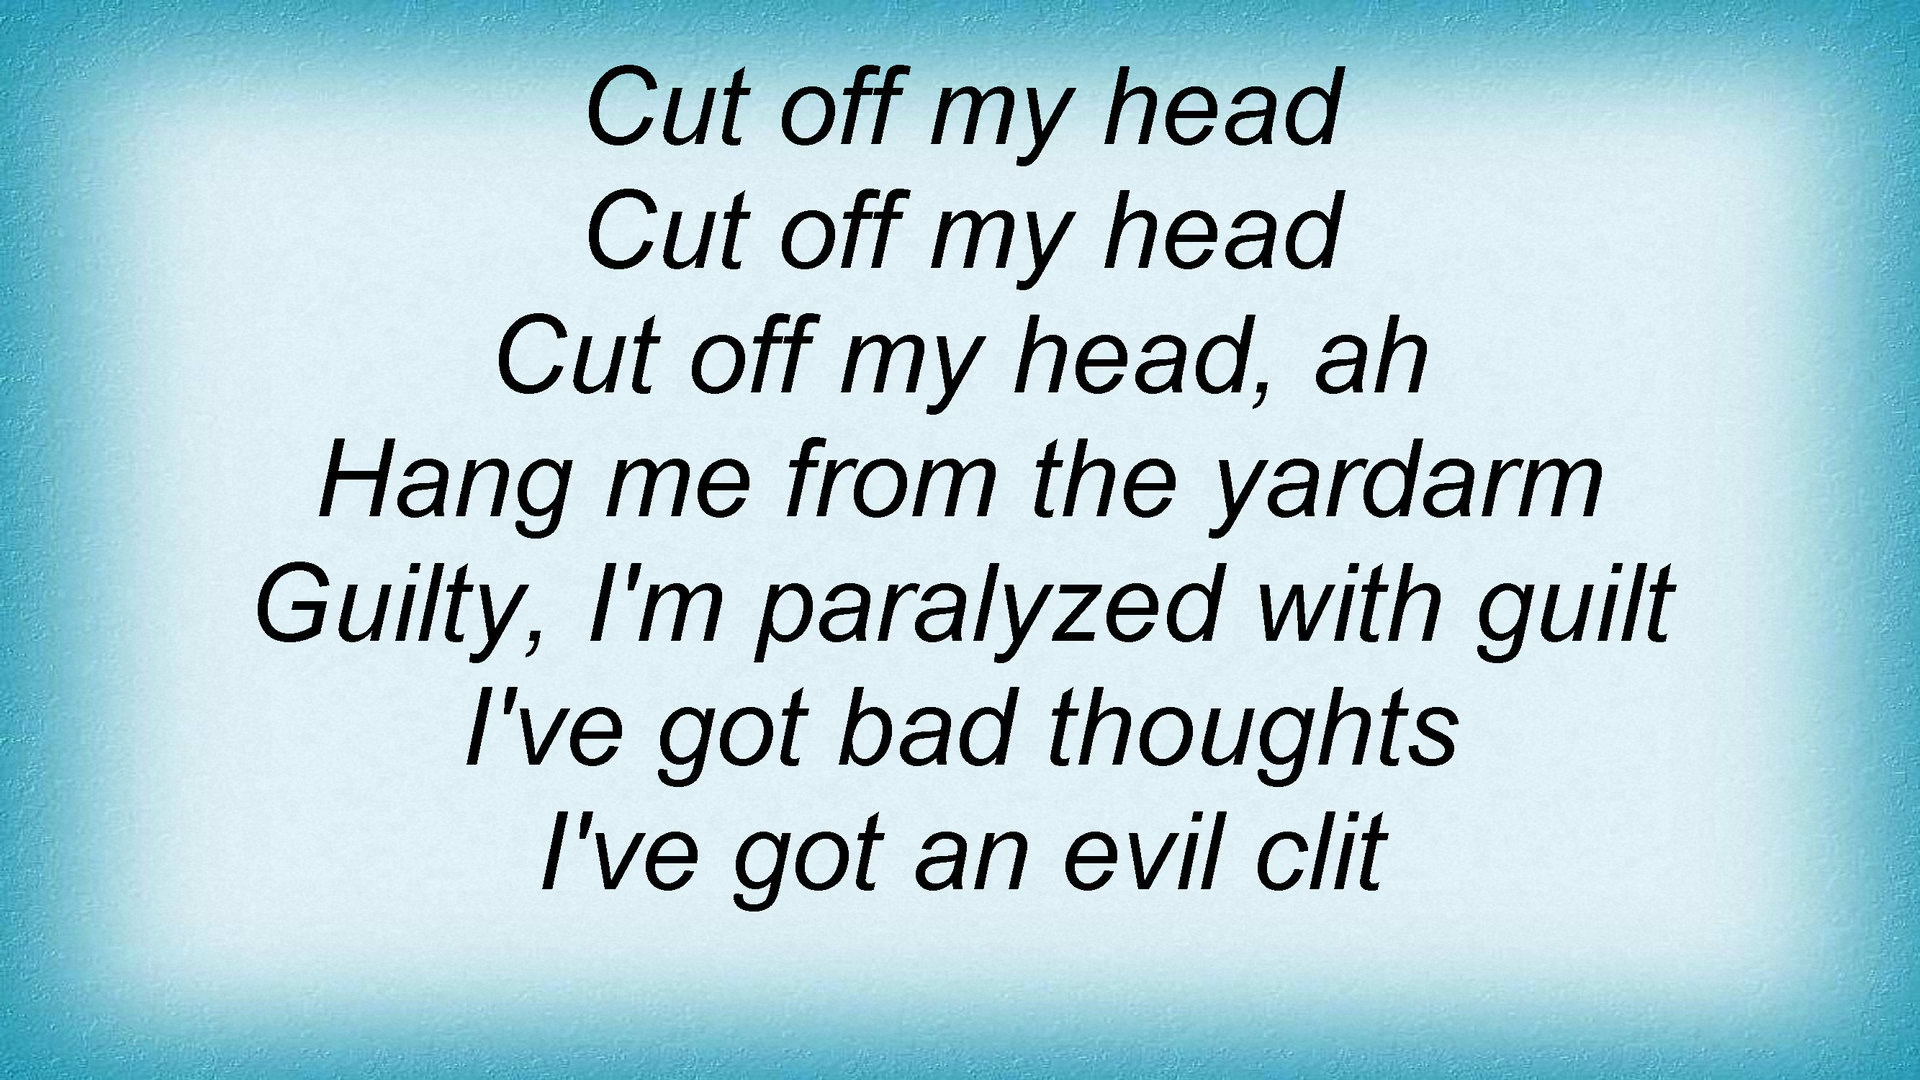 Cut off my head
Cut off my head
Cut off my head, ah
Hang me from the yardarm
Guilty, I'm paralyzed with guilt
I've got bad thoughts
I've got an evil clit